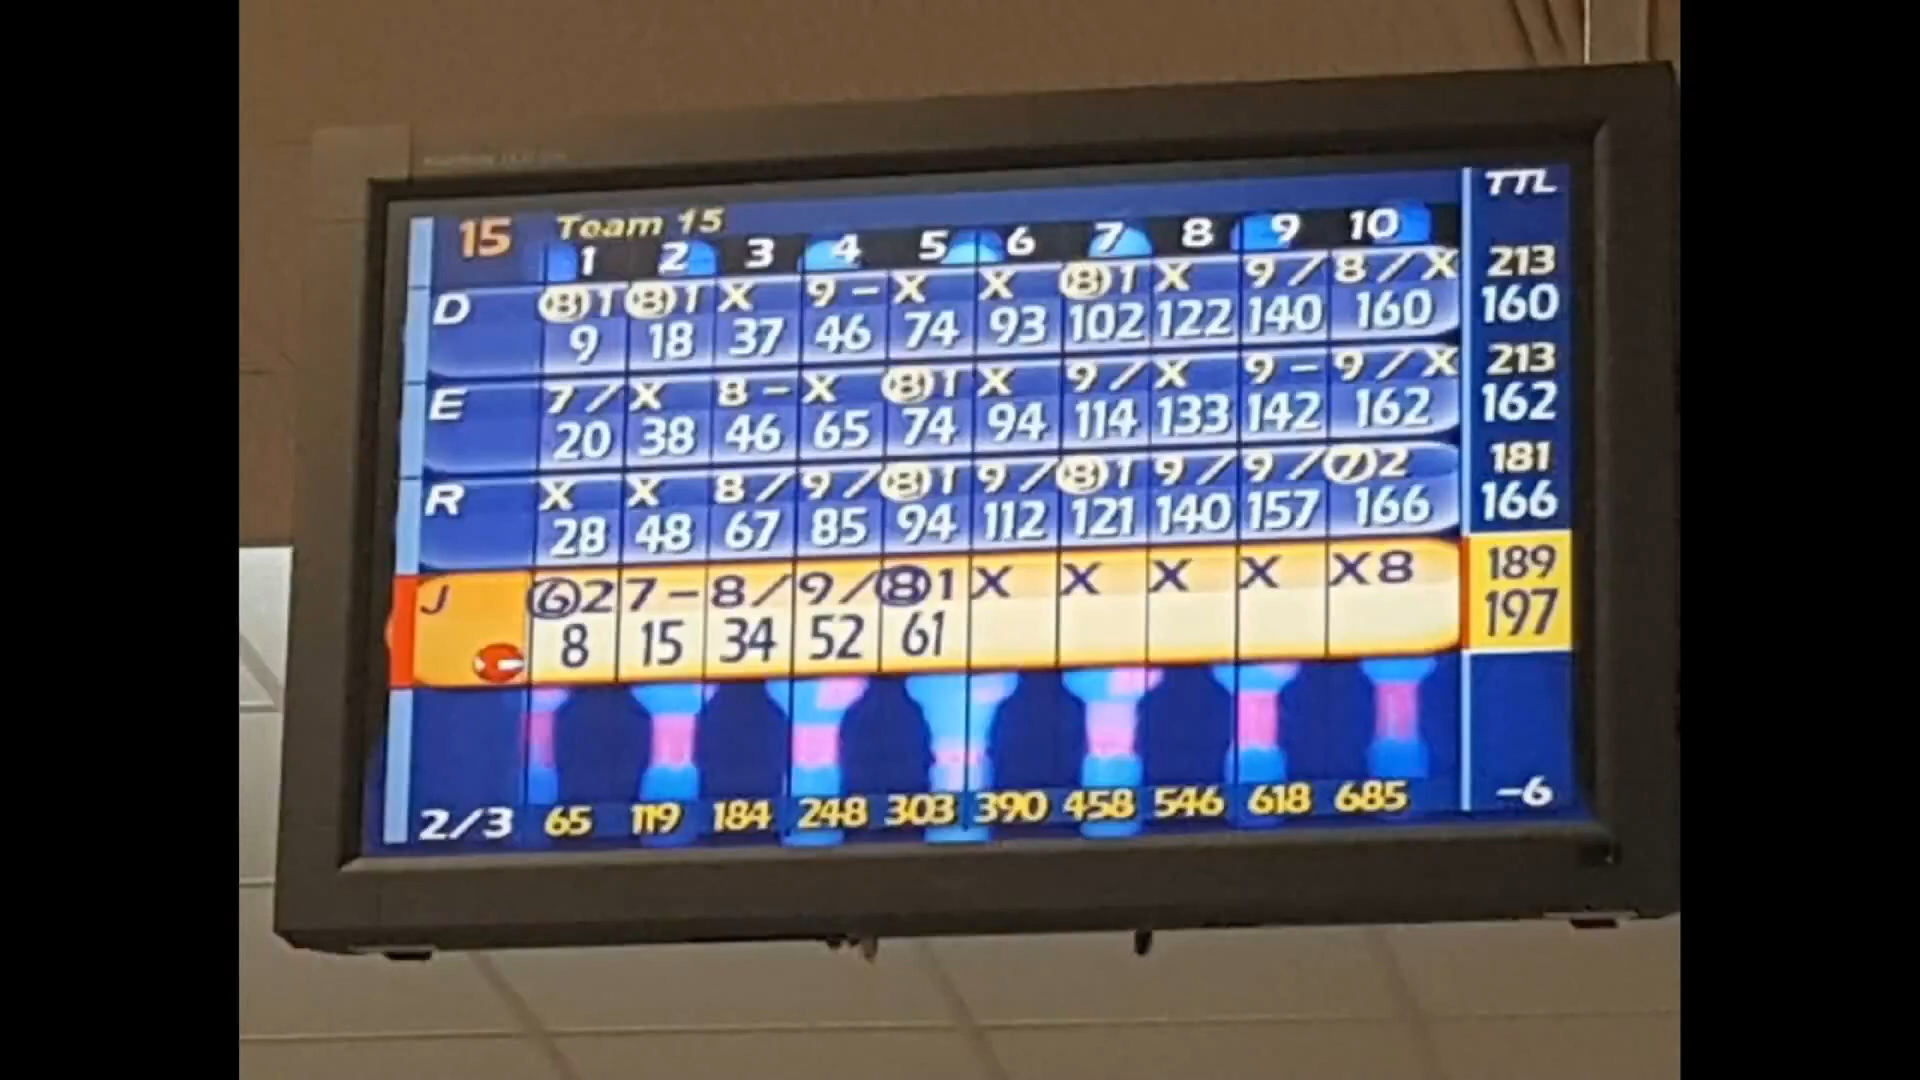 TTL
15 Team 15
1 2 3 4 5 6 7 8 9 10
D 8 1 8 1 X 9 - X X 8 1 X 9 / 8 / X 213
9 18 37 46 74 93 102 122 140 160 160
E 7 / X 8 - X 8 1 X 9 / X 9 - 9 / X 213
20 38 46 65 74 94 114 133 142 162 162
R X X 8 / 9 / 8 1 9 / 8 1 9 / 9 / 7 2 181
28 48 67 85 94 112 121 140 157 166 166
J 6 2 7 - 8 / 9 / 8 1 X X X X X 8 189
8 15 34 52 61 197
2/3 65 119 184 248 303 390 458 546 618 685 -6